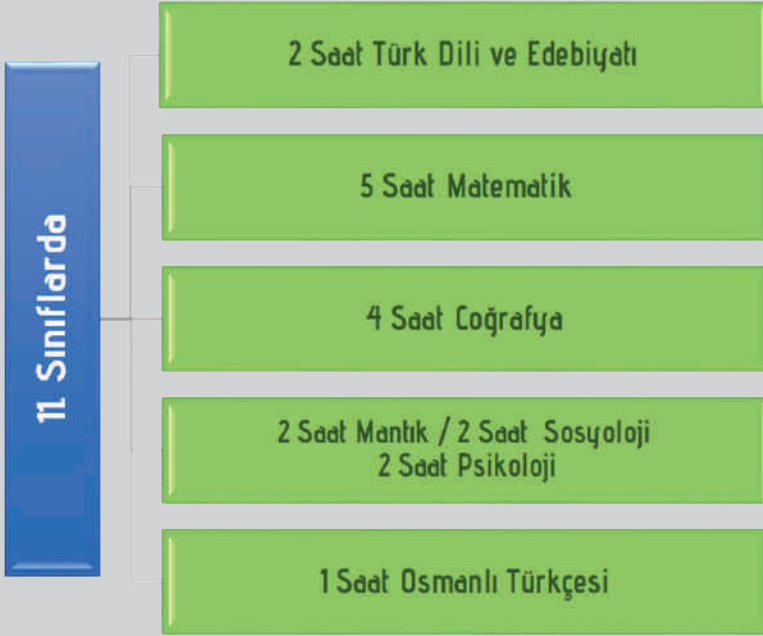 11. Sınıflarda
2 Saat Türk Dili ve Edebiyatı
5 Saat Matematik
4 Saat Coğrafya
2 Saat Mantık / 2 Saat Sosyoloji
2 Saat Psikoloji
1 Saat Osmanlı Türkçesi